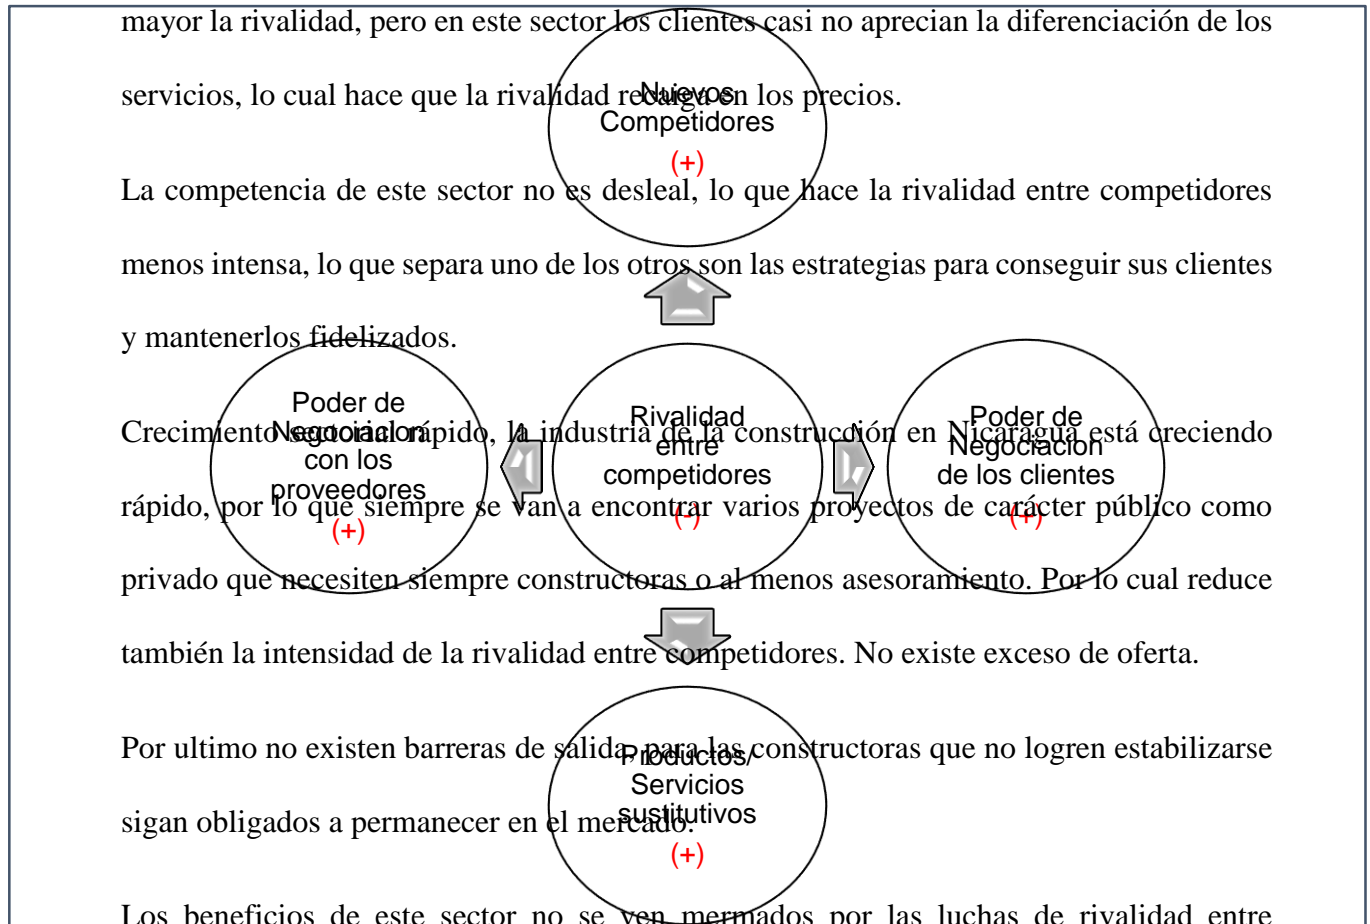 mayor la rivalidad, pero en este sector los clientes casi no aprecian la diferenciación de los
servicios, lo cual hace que la rivalidad recaiga en los precios.
La competencia de este sector no es desleal, lo que hace la rivalidad entre competidores
menos intensa, lo que separa uno de los otros son las estrategias para conseguir sus clientes
y mantenerlos fidelizados.
Crecimiento sectorial rápido, la industria de la construcción en Nicaragua está creciendo
rápido, por lo que siempre se van a encontrar varios proyectos de carácter público como
privado que necesiten siempre constructoras o al menos asesoramiento. Por lo cual reduce
también la intensidad de la rivalidad entre competidores. No existe exceso de oferta.
Por ultimo no existen barreras de salida, para las constructoras que no logren estabilizarse
sigan obligados a permanecer en el mercado.
Los beneficios de este sector no se ven mermados por las luchas de rivalidad entre
Nuevos
Competidores
(+)
Poder de
Negociacion
con los
proveedores
(+)
Rivalidad
entre
competidores
(-)
Poder de
Negociacion
de los clientes
(+)
Productos/
Servicios
sustitutivos
(+)